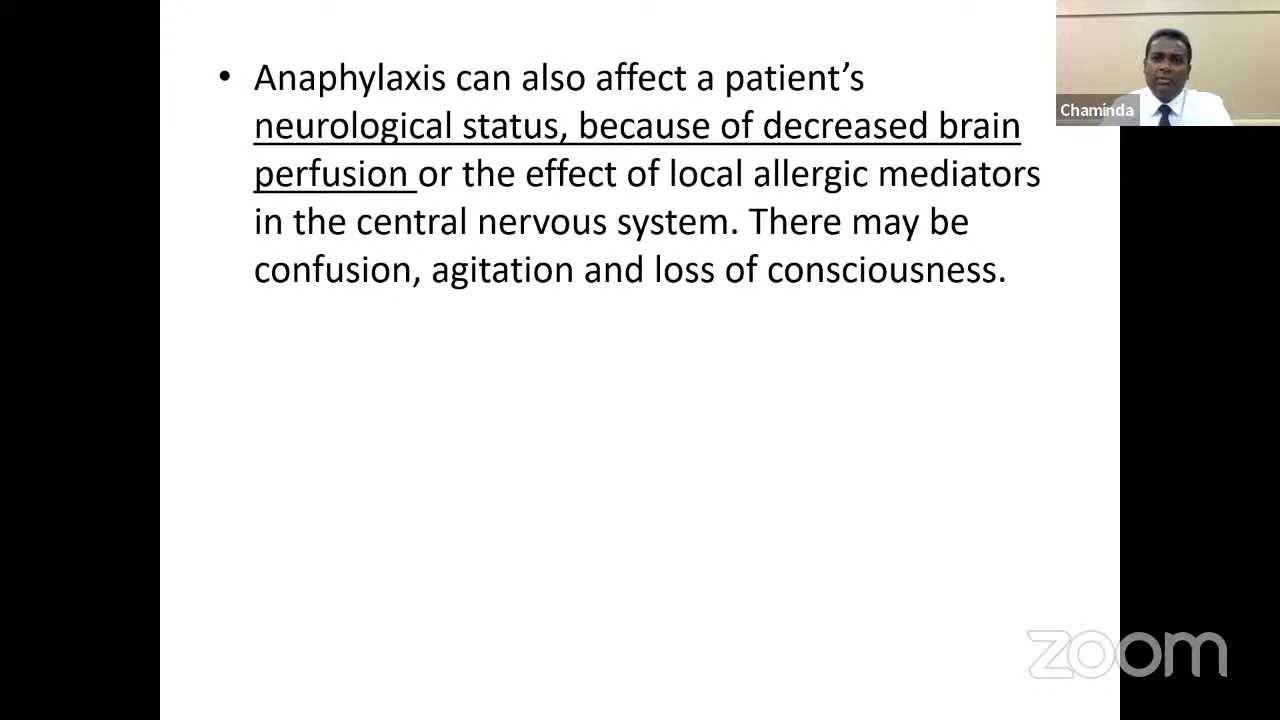 • Anaphylaxis can also affect a patient’s
neurological status, because of decreased brain
perfusion or the effect of local allergic mediators
in the central nervous system. There may be
confusion, agitation and loss of consciousness.
Chaminda
zoom